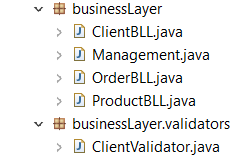 businessLayer
ClientBLL.java
Management.java
OrderBLL.java
ProductBLL.java
businessLayer.validators
ClientValidator.java